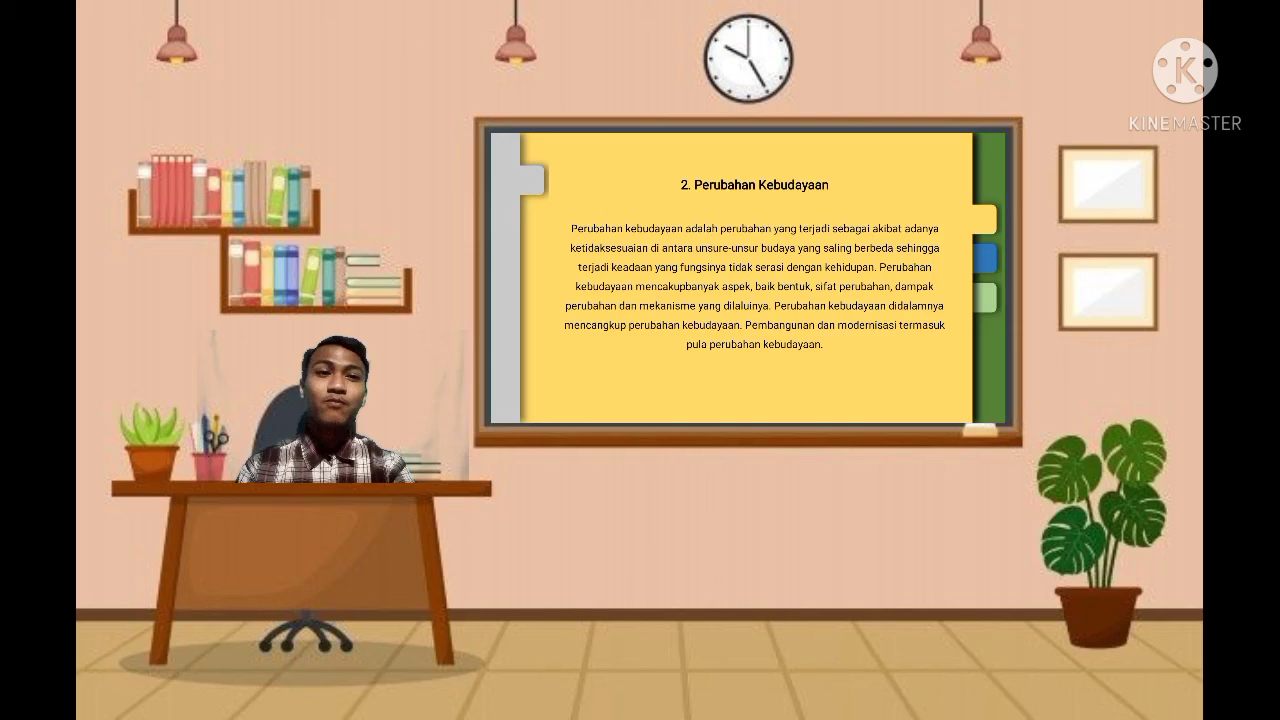 K
KINEMASTER
2. Perubahan Kebudayaan
Perubahan kebudayaan adalah perubahan yang terjadi sebagai akibat adanya
ketidaksesuaian di antara unsure-unsur budaya yang saling berbeda sehingga
terjadi keadaan yang fungsinya tidak serasi dengan kehidupan. Perubahan
kebudayaan mencakupbanyak aspek, baik bentuk, sifat perubahan, dampak
perubahan dan mekanisme yang dilaluinya. Perubahan kebudayaan didalamnya
mencangkup perubahan kebudayaan. Pembangunan dan modernisasi termasuk
pula perubahan kebudayaan.